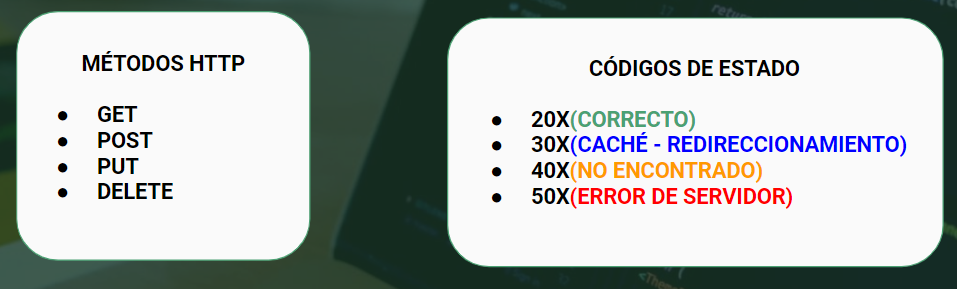 MÉTODOS HTTP
● GET
● POST
● PUT
● DELETE
CÓDIGOS DE ESTADO
● 20X(CORRECTO)
● 30X(CACHÉ - REDIRECCIONAMIENTO)
● 40X(NO ENCONTRADO)
● 50X(ERROR DE SERVIDOR)